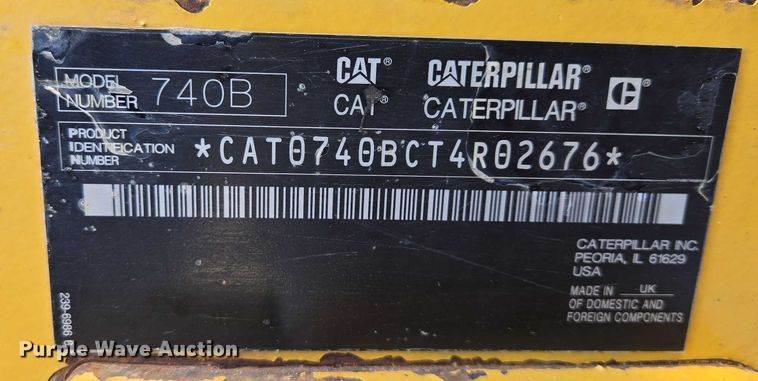 MODEL NUMBER 740B
CAT® CATERPILLAR® C®
CAT® CATERPILLAR®
PRODUCT IDENTIFICATION NUMBER *CAT0740BCT4R02676*
CATERPILLAR INC.
PEORIA, IL 61629
USA
MADE IN UK
OF DOMESTIC AND
FOREIGN COMPONENTS
239-6986
Purple Wave Auction